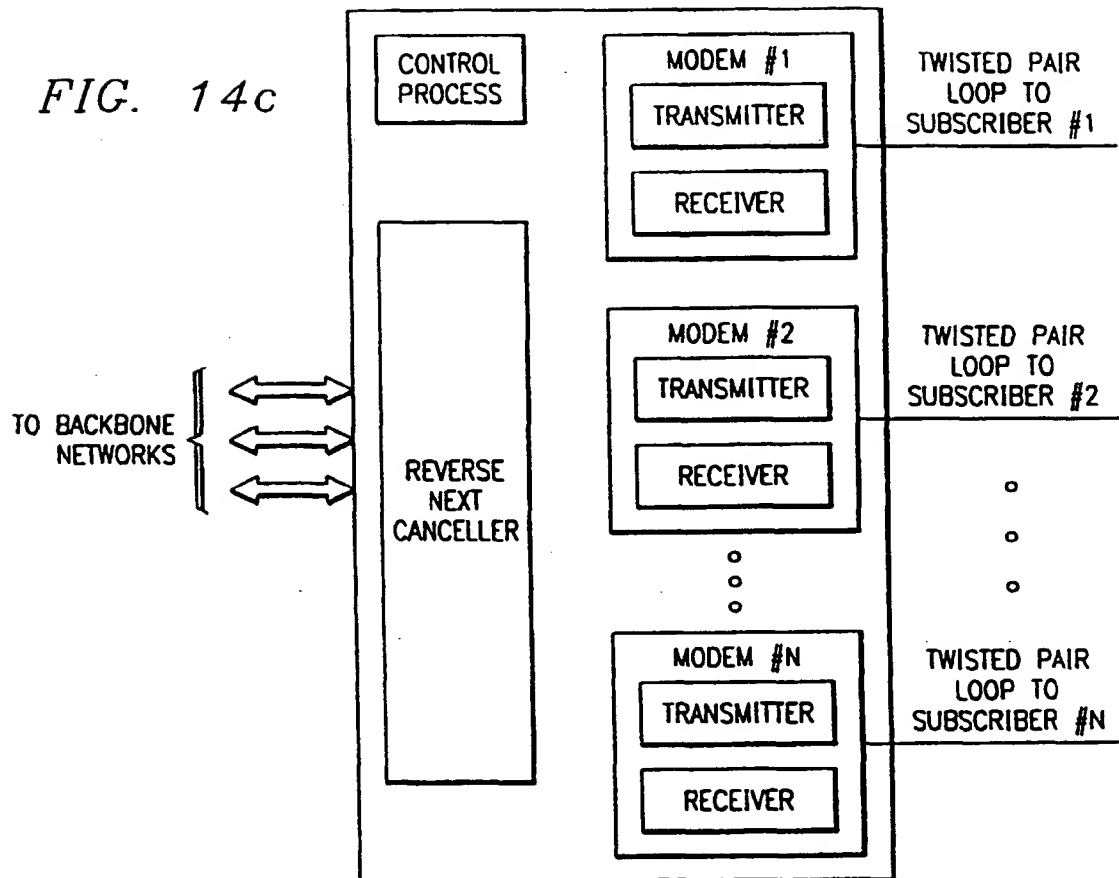 FIG. 14c
CONTROL
PROCESS
REVERSE
NEXT
CANCELLER
TO BACKBONE
NETWORKS
MODEM #1
TRANSMITTER
RECEIVER
TWISTED PAIR
LOOP TO
SUBSCRIBER #1
MODEM #2
TRANSMITTER
RECEIVER
TWISTED PAIR
LOOP TO
SUBSCRIBER #2
MODEM #N
TRANSMITTER
RECEIVER
TWISTED PAIR
LOOP TO
SUBSCRIBER #N